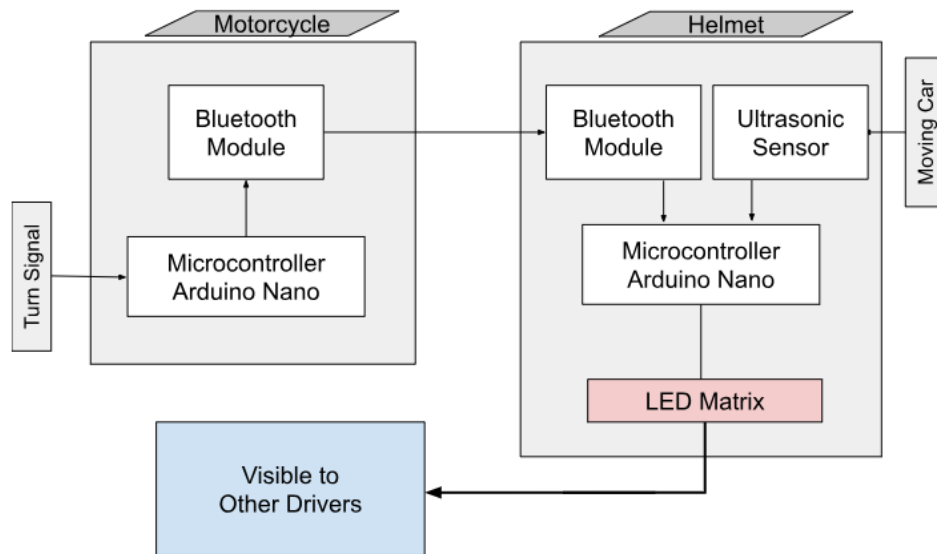 Motorcycle
Helmet
Bluetooth
Module
Bluetooth
Module
Ultrasonic
Sensor
Moving Car
Turn Signal
Microcontroller
Arduino Nano
Microcontroller
Arduino Nano
LED Matrix
Visible to
Other Drivers